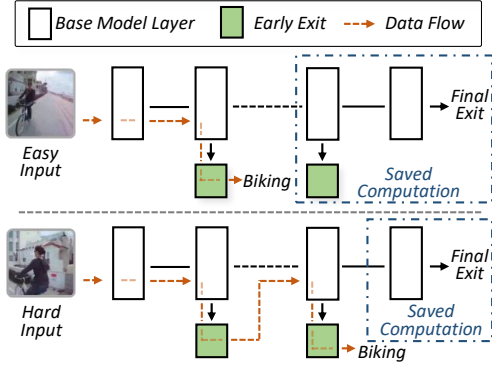 Base Model Layer Early Exit Data Flow
Easy
Input
Biking
Final
Exit
Saved
Computation
Hard
Input
Biking
Final
Exit
Saved
Computation